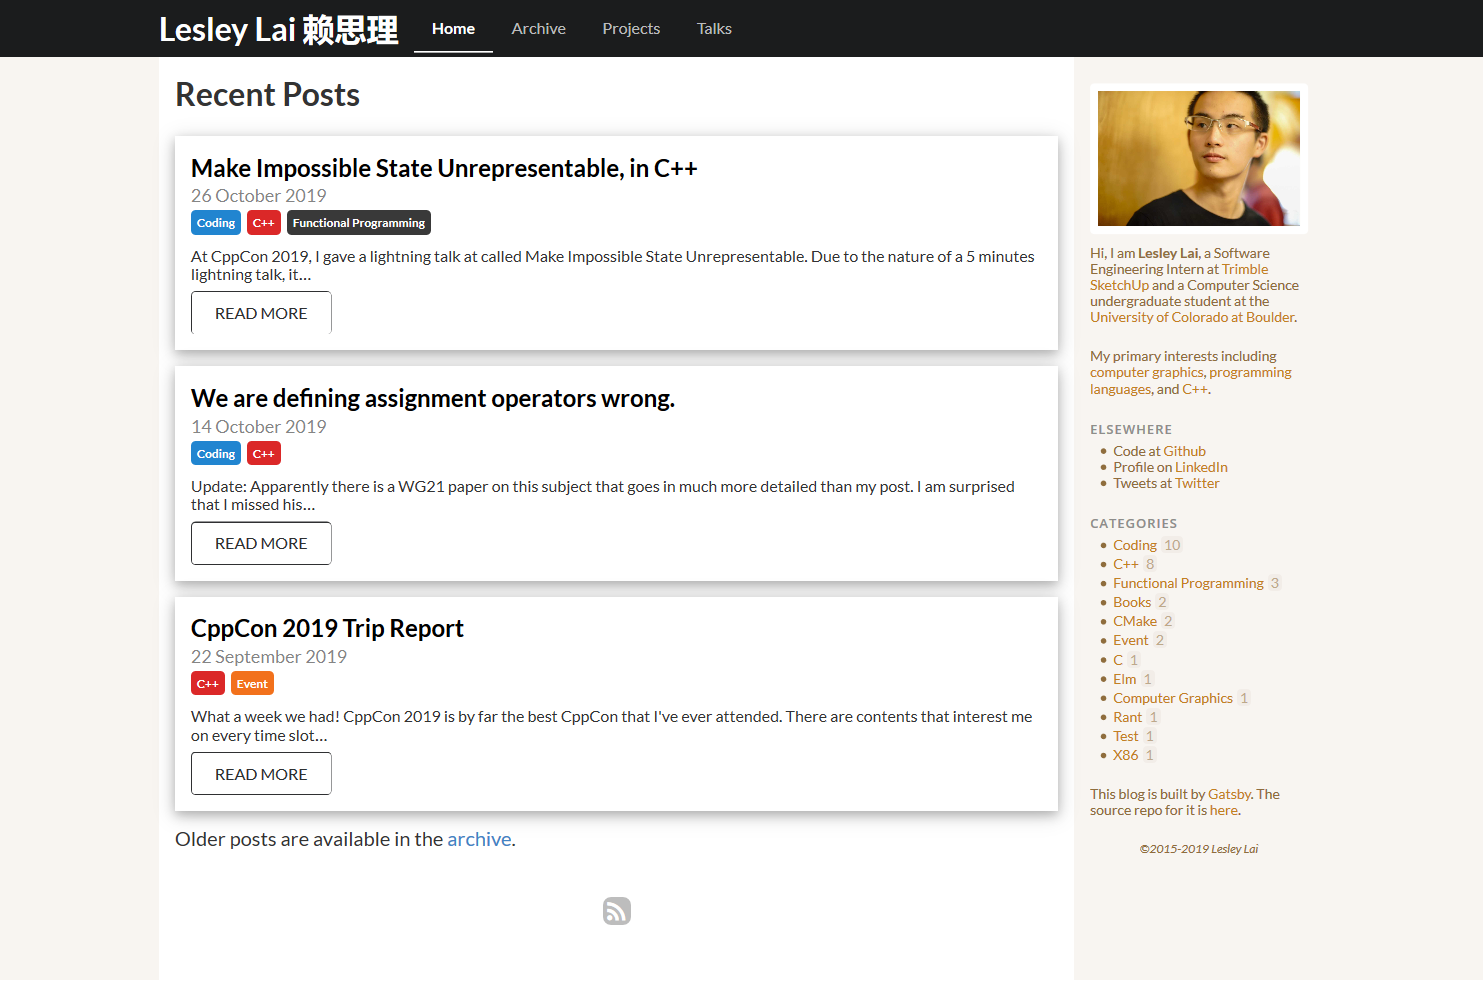 Lesley Lai 赖思理
Home
Archive
Projects
Talks
Recent Posts
Make Impossible State Unrepresentable, in C++
26 October 2019
Coding C++ Functional Programming
At CppCon 2019, I gave a lightning talk at called Make Impossible State Unrepresentable. Due to the nature of a 5 minutes
lightning talk, it…
READ MORE
We are defining assignment operators wrong.
14 October 2019
Coding C++
Update: Apparently there is a WG21 paper on this subject that goes in much more detailed than my post. I am surprised
that I missed his…
READ MORE
CppCon 2019 Trip Report
22 September 2019
C++ Event
What a week we had! CppCon 2019 is by far the best CppCon that I've ever attended. There are contents that interest me
on every time slot…
READ MORE
Older posts are available in the archive.
Hi, I am Lesley Lai, a Software
Engineering Intern at Trimble
SketchUp and a Computer Science
undergraduate student at the
University of Colorado at Boulder.
My primary interests including
computer graphics, programming
languages, and C++.
ELSEWHERE
• Code at Github
• Profile on LinkedIn
• Tweets at Twitter
CATEGORIES
• Coding 10
• C++ 8
• Functional Programming 3
• Books 2
• CMake 2
• Event 2
• C 1
• Elm 1
• Computer Graphics 1
• Rant 1
• Test 1
• X86 1
This blog is built by Gatsby. The
source repo for it is here.
©2015-2019 Lesley Lai